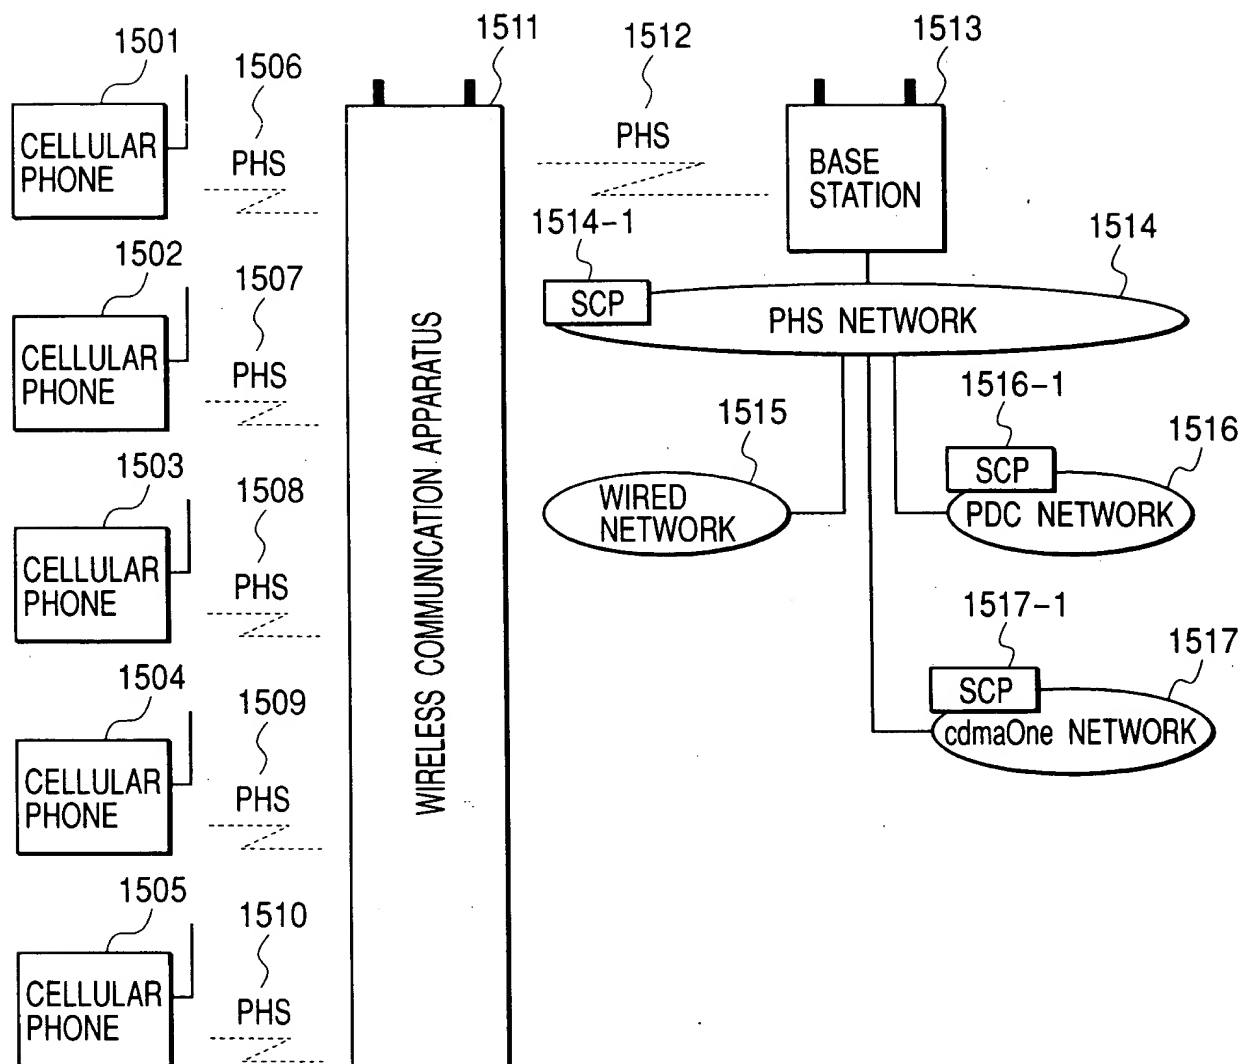 1501
CELLULAR
PHONE
1506
PHS
1511
WIRELESS COMMUNICATION APPARATUS
1512
PHS
1513
BASE
STATION
1514-1
SCP
1514
PHS NETWORK
1502
CELLULAR
PHONE
1507
PHS
1515
WIRED
NETWORK
1516-1
SCP
1516
PDC NETWORK
1503
CELLULAR
PHONE
1508
PHS
1517-1
SCP
1517
cdmaOne NETWORK
1504
CELLULAR
PHONE
1509
PHS
1505
CELLULAR
PHONE
1510
PHS